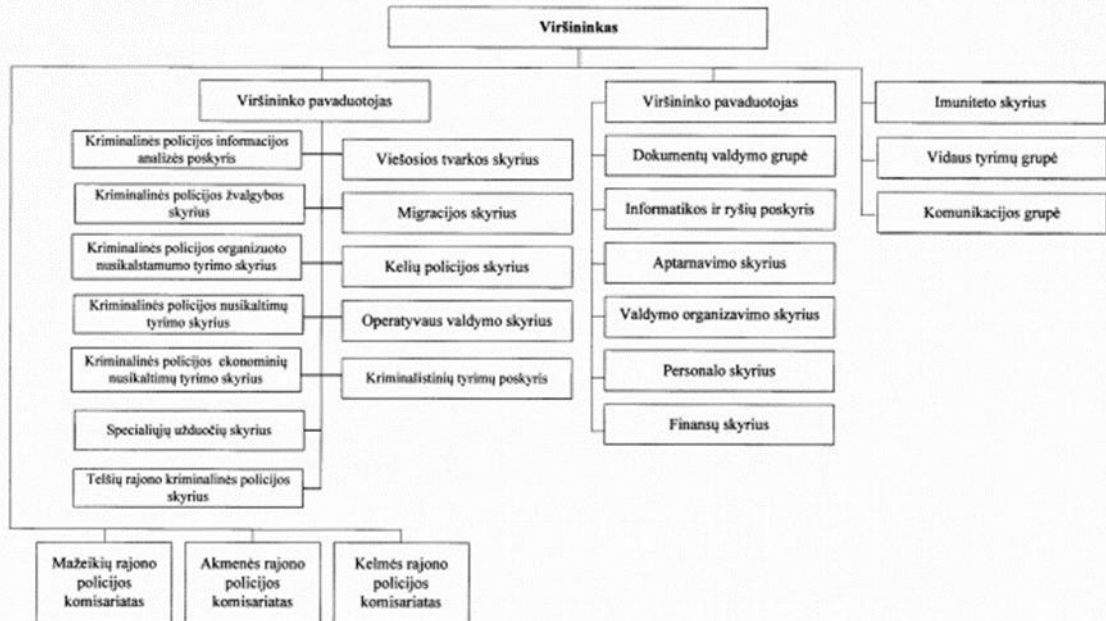 Viršininkas
Viršininko pavaduotojas
Kriminalinės policijos informacijos
analizės poskyris
Kriminalinės policijos žvalgybos
skyrius
Kriminalinės policijos organizuoto
nusikalstamumo tyrimo skyrius
Kriminalinės policijos nusikaltimų
tyrimo skyrius
Kriminalinės policijos ekonominių
nusikaltimų tyrimo skyrius
Specialiųjų užduočių skyrius
Telšių rajono kriminalinės policijos
skyrius
Viešosios tvarkos skyrius
Migracijos skyrius
Kelių policijos skyrius
Operatyvaus valdymo skyrius
Kriminalistinių tyrimų poskyris
Viršininko pavaduotojas
Dokumentų valdymo grupė
Informatikos ir ryšių poskyris
Aptarnavimo skyrius
Valdymo organizavimo skyrius
Personalo skyrius
Finansų skyrius
Imuniteto skyrius
Vidaus tyrimų grupė
Komunikacijos grupė
Mažeikių rajono
policijos
komisariatas
Akmenės rajono
policijos
komisariatas
Kelmės rajono
policijos
komisariatas